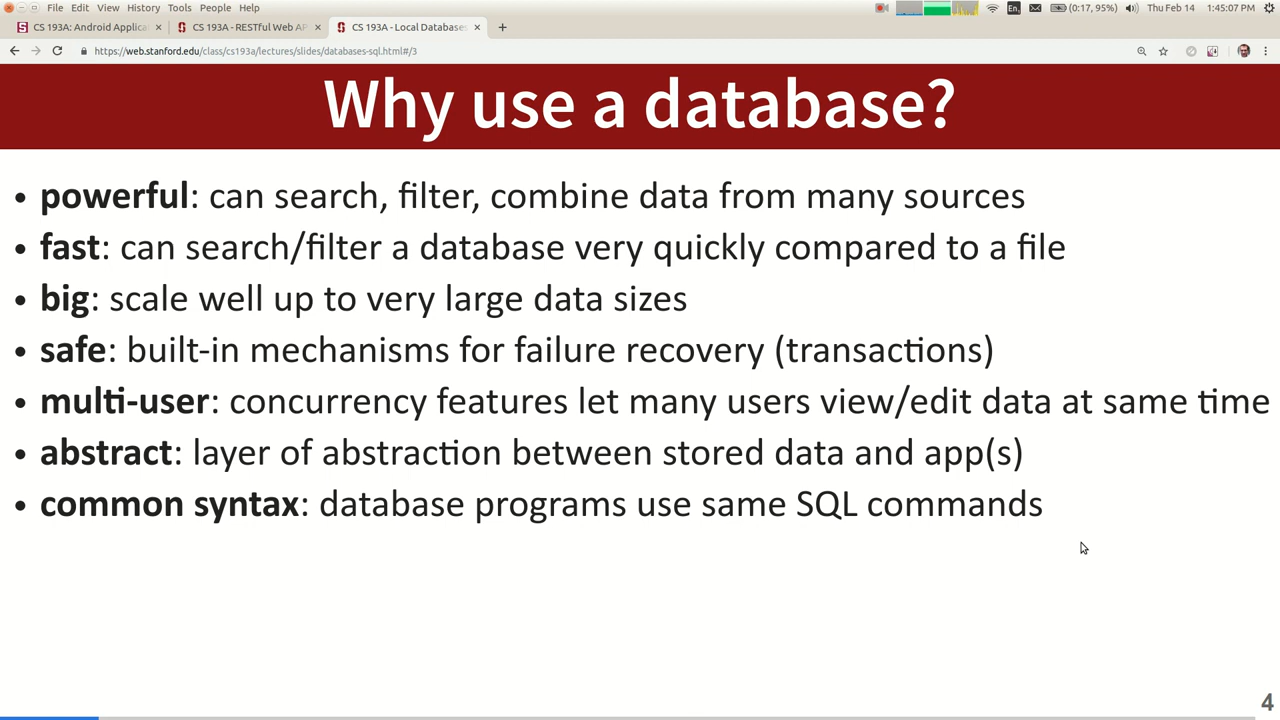 File Edit View History Tools People Help
En
(0:17, 95%)
Thu Feb 14
1:45:07 PM
CS 193A: Android Applica
CS 193A - RESTful Web AP
CS 193A - Local Databases
https://web.stanford.edu/class/cs193a/lectures/slides/databases-sql.html#/3
Why use a database?
• powerful: can search, filter, combine data from many sources
• fast: can search/filter a database very quickly compared to a file
• big: scale well up to very large data sizes
• safe: built-in mechanisms for failure recovery (transactions)
• multi-user: concurrency features let many users view/edit data at same time
• abstract: layer of abstraction between stored data and app(s)
• common syntax: database programs use same SQL commands
4